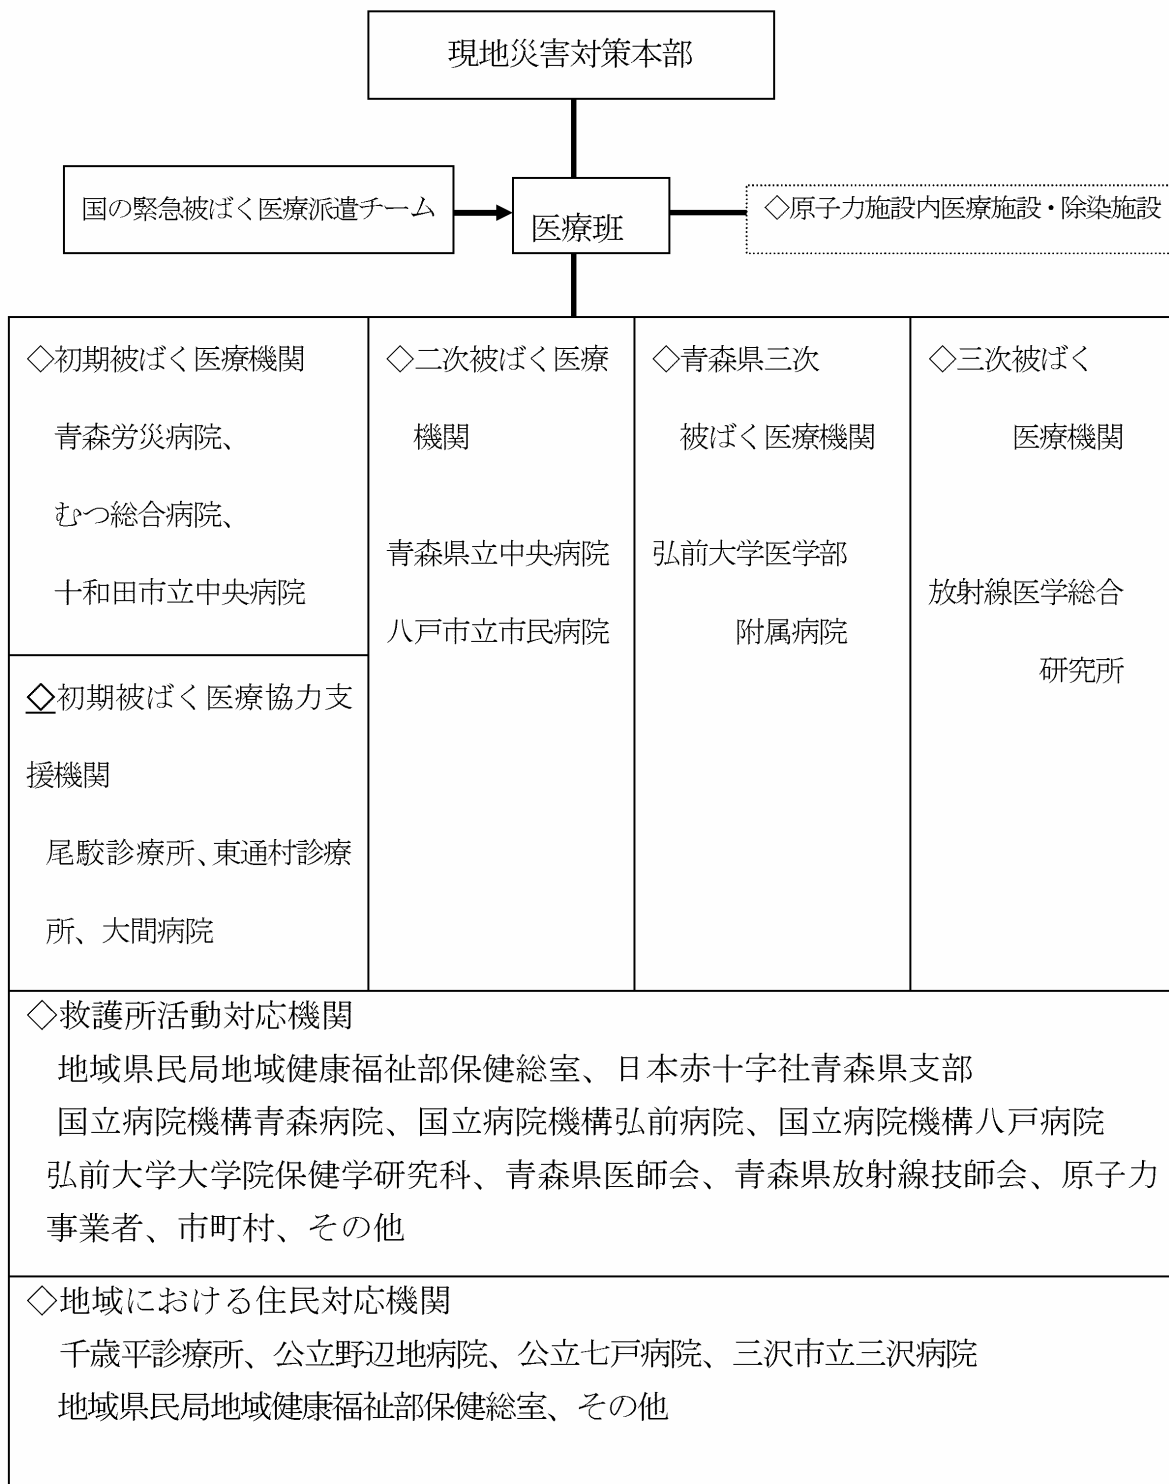 現地災害対策本部
国の緊急被ばく医療派遣チーム
医療班
◇原子力施設内医療施設・除染施設
◇初期被ばく医療機関
青森労災病院、
むつ総合病院、
十和田市立中央病院
◇初期被ばく医療協力支
援機関
尾駮診療所、東通村診療
所、大間病院
◇二次被ばく医療
機関
青森県立中央病院
八戸市立市民病院
◇青森県三次
被ばく医療機関
弘前大学医学部
附属病院
◇三次被ばく
医療機関
放射線医学総合
研究所
◇救護所活動対応機関
地域県民局地域健康福祉部保健総室、日本赤十字社青森県支部
国立病院機構青森病院、国立病院機構弘前病院、国立病院機構八戸病院
弘前大学大学院保健学研究科、青森県医師会、青森県放射線技師会、原子力
事業者、市町村、その他
◇地域における住民対応機関
千歳平診療所、公立野辺地病院、公立七戸病院、三沢市立三沢病院
地域県民局地域健康福祉部保健総室、その他